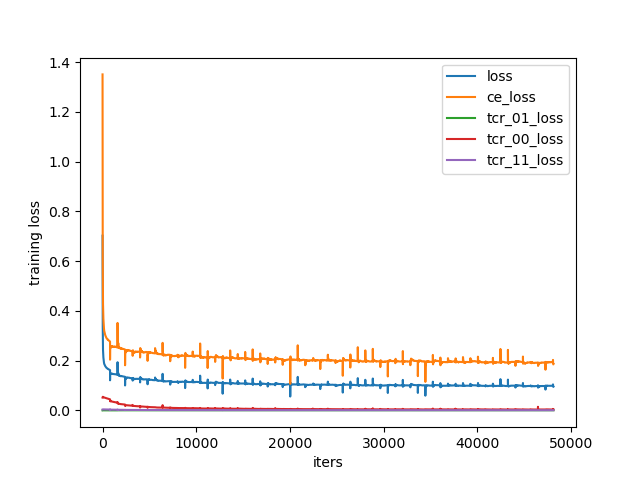 1.4
1.2
1.0
0.8
0.6
0.4
0.2
0.0
training loss
loss
ce_loss
tcr_01_loss
tcr_00_loss
tcr_11_loss
0 10000 20000 30000 40000 50000
iters